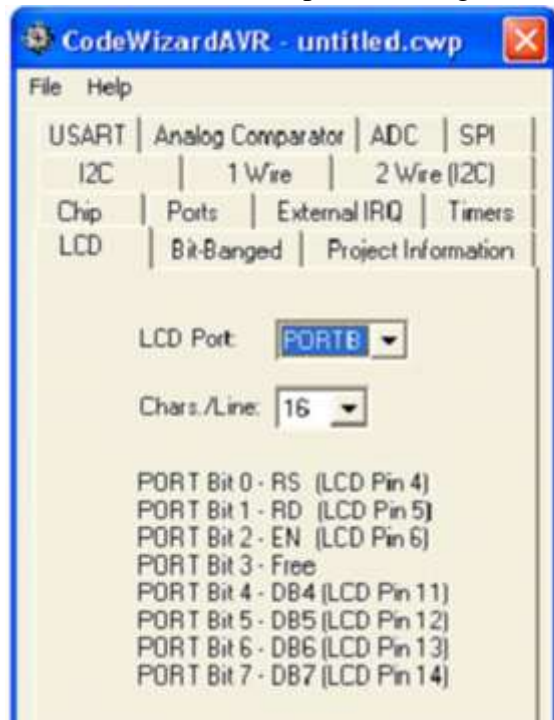 CodeWizardAVR - untitled.cwp
File Help
USART Analog Comparator ADC SPI
I2C 1 Wire 2 Wire (I2C)
Chip Ports External IRQ Timers
LCD Bit-Banged Project Information
LCD Port: PORTB
Chars./Line: 16
PORT Bit 0 - RS (LCD Pin 4)
PORT Bit 1 - RD (LCD Pin 5)
PORT Bit 2 - EN (LCD Pin 6)
PORT Bit 3 - Free
PORT Bit 4 - DB4 (LCD Pin 11)
PORT Bit 5 - DB5 (LCD Pin 12)
PORT Bit 6 - DB6 (LCD Pin 13)
PORT Bit 7 - DB7 (LCD Pin 14)